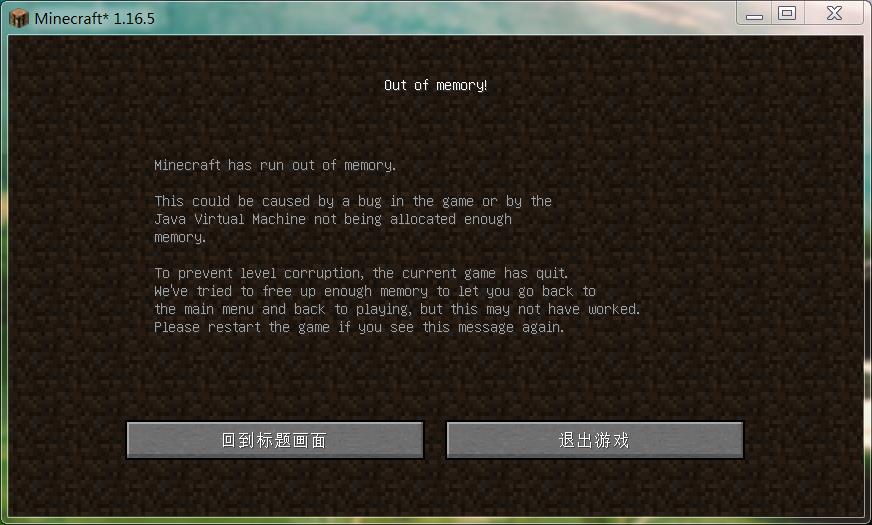 Minecraft* 1.16.5
Out of memory!
Minecraft has run out of memory.
This could be caused by a bug in the game or by the
Java Virtual Machine not being allocated enough
memory.
To prevent level corruption, the current game has quit.
We've tried to free up enough memory to let you go back to
the main menu and back to playing, but this may not have worked.
Please restart the game if you see this message again.
回到标题画面
退出游戏